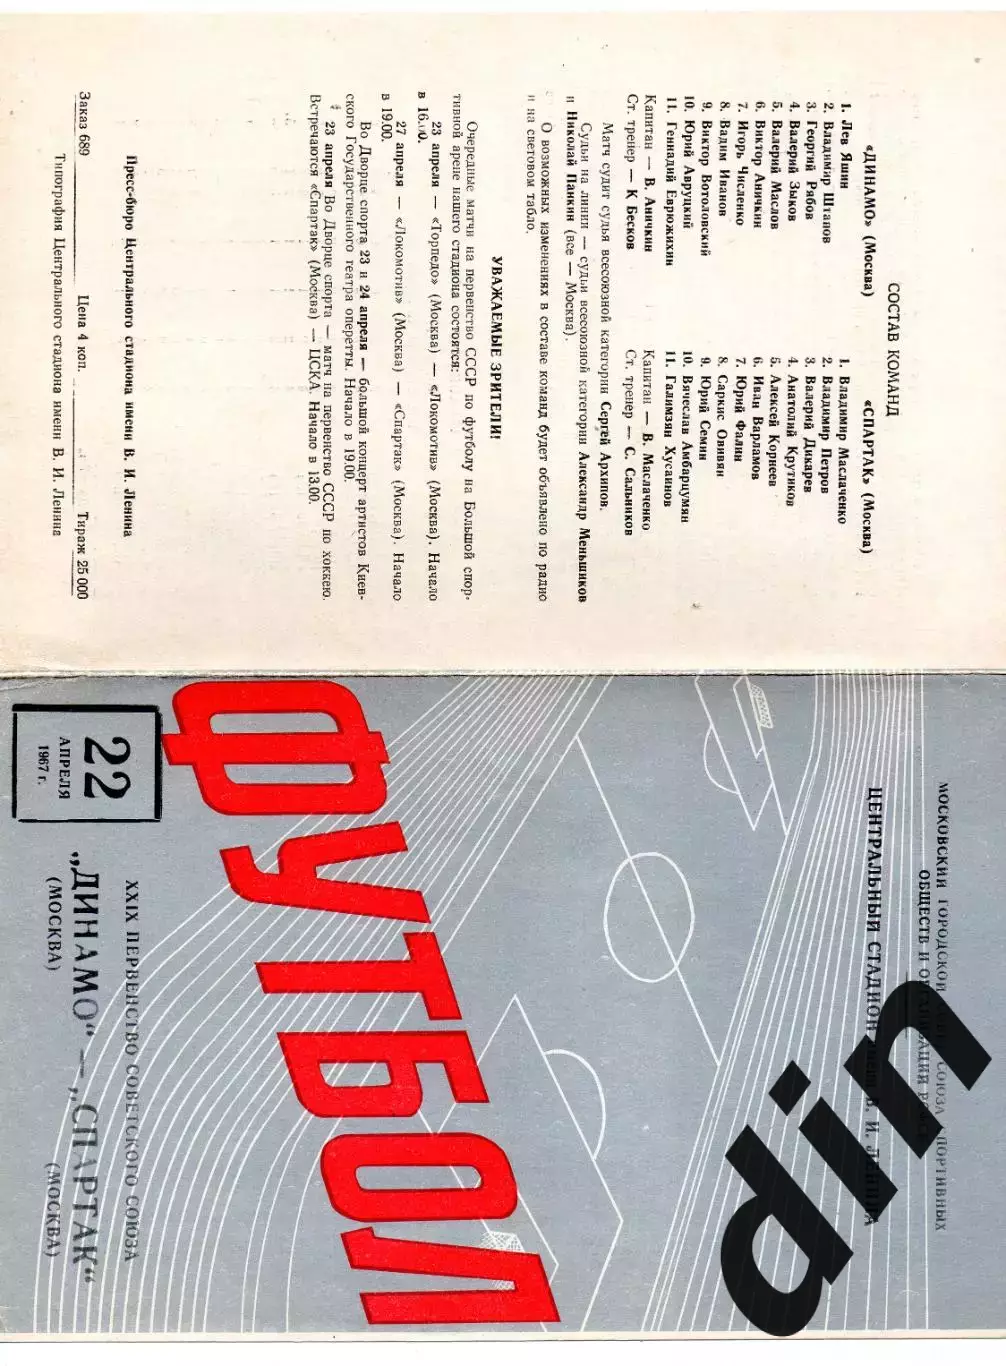 СОСТАВ КОМАНД
«ДИНАМО» (Москва)
1. Лев Яшин
2. Владимир Штапов
3. Георгий Рябов
4. Валерий Зыков
5. Валерий Маслов
6. Виктор Аничкин
7. Игорь Численко
8. Вадим Иванов
9. Виктор Вотоловский
10. Юрий Авруцкий
11. Геннадий Еврюжихин
Капитан — В. Аничкин
Ст. тренер — К Бесков
«СПАРТАК» (Москва)
1. Владимир Маслаченко
2. Владимир Петров
3. Валерий Дикарев
4. Анатолий Крутиков
5. Алексей Корнеев
6. Иван Варламов
7. Юрий Фалин
8. Саркис Овивян
9. Юрий Семин
10. Вячеслав Амбарцумян
11. Галимзян Хусаинов
Капитан — В. Маслаченко
Ст. тренер — С. Сальников
Матч судит судья всесоюзной категории Сергей Архипов.
Судьи на линии — судьи всесоюзной категории Александр Меньшиков
и Николай Панкин (все — Москва).
О возможных изменениях в составе команд будет объявлено по радио
и на световом табло.
УВАЖАЕМЫЕ ЗРИТЕЛИ!
Очередные матчи на первенство СССР по футболу на Большой спор-
тивной арене нашего стадиона состоятся:
23 апреля — «Торпедо» (Москва) — «Локомотив» (Москва). Начало
в 16.00.
27 апреля — «Локомотив» (Москва) — «Спартак» (Москва). Начало
в 19.00.
Во Дворце спорта 23 и 24 апреля — большой концерт артистов Киев-
ского Государственного театра оперетты. Начало в 19.00.
23 апреля Во Дворце спорта — матч на первенство СССР по хоккею.
Встречаются «Спартак» (Москва) — ЦСКА. Начало в 13.00.
Пресс-бюро Центрального стадиона имени В. И. Ленина
Заказ 689 Цена 4 коп. Тираж 25 000
Типография Центрального стадиона имени В. И. Ленина
МОСКОВСКИЙ ГОРОДСКОЙ СОЮЗА СПОРТИВНЫХ
ОБЩЕСТВ И ОРГАНИЗАЦИЙ
ЦЕНТРАЛЬНЫЙ СТАДИОН имени В. И. ЛЕНИНА
ФУТБОЛ
22
АПРЕЛЯ
1967 г.
XXIX ПЕРВЕНСТВО СОВЕТСКОГО СОЮЗА
„ДИНАМО“ — „СПАРТАК“
(МОСКВА) (МОСКВА)
din